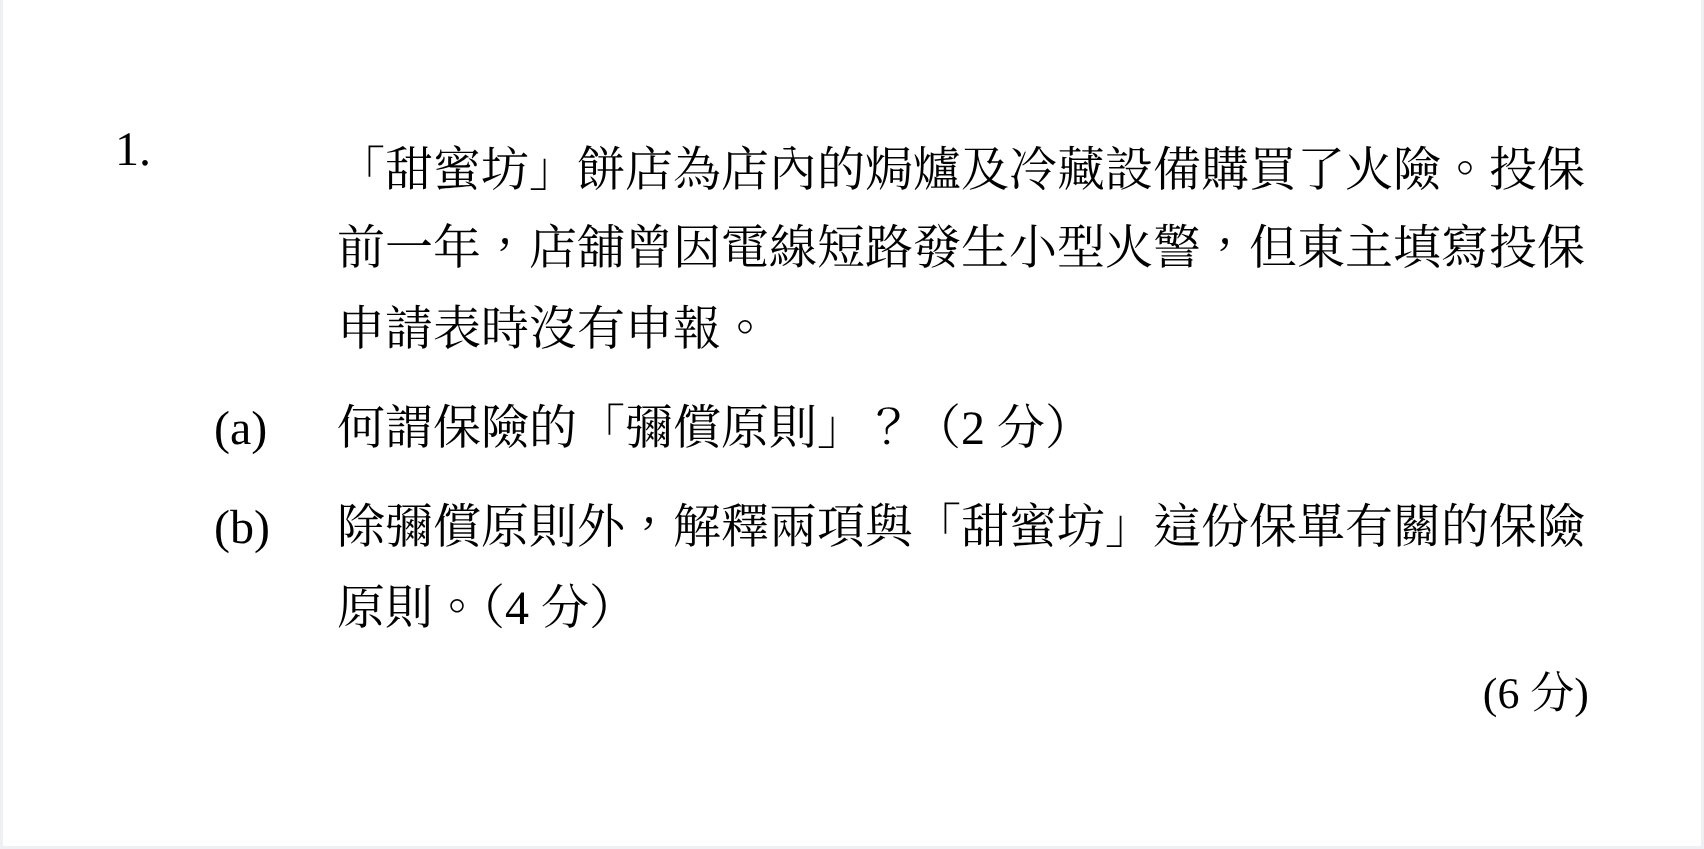 1. 「甜蜜坊」餅店為店內的焗爐及冷藏設備購買了火險。投保
前一年，店舖曾因電線短路發生小型火警，但東主填寫投保
申請表時沒有申報。
(a) 何謂保險的「彌償原則」？（2 分）
(b) 除彌償原則外，解釋兩項與「甜蜜坊」這份保單有關的保險
原則。（4 分）
(6 分)